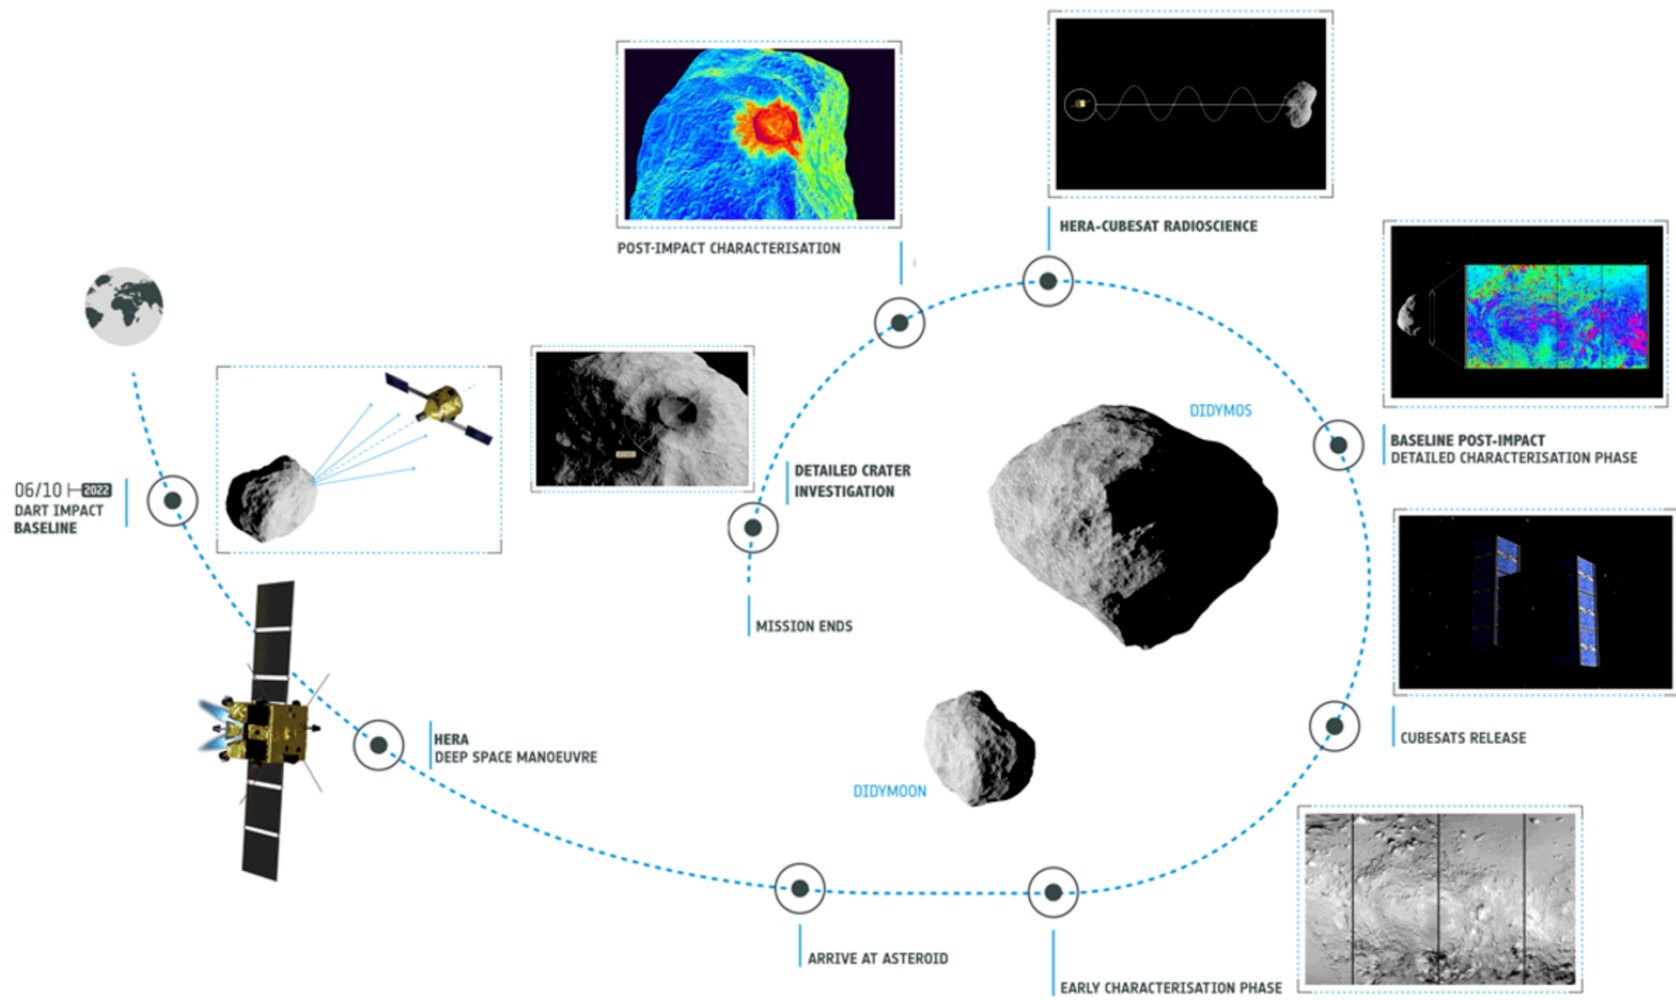 POST-IMPACT CHARACTERISATION
HERA-CUBESAT RADIOSCIENCE
DIDYMOS
BASELINE POST-IMPACT
DETAILED CHARACTERISATION PHASE
DETAILED CRATER
INVESTIGATION
06/10 2022
DART IMPACT
BASELINE
MISSION ENDS
HERA
DEEP SPACE MANOEUVRE
CUBESATS RELEASE
DIDYMOON
ARRIVE AT ASTEROID
EARLY CHARACTERISATION PHASE